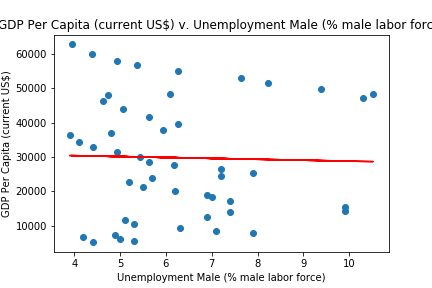 GDP Per Capita (current US$) v. Unemployment Male (% male labor forc
60000
50000
40000
30000
20000
10000
GDP Per Capita (current US$)
4 5 6 7 8 9 10
Unemployment Male (% male labor force)